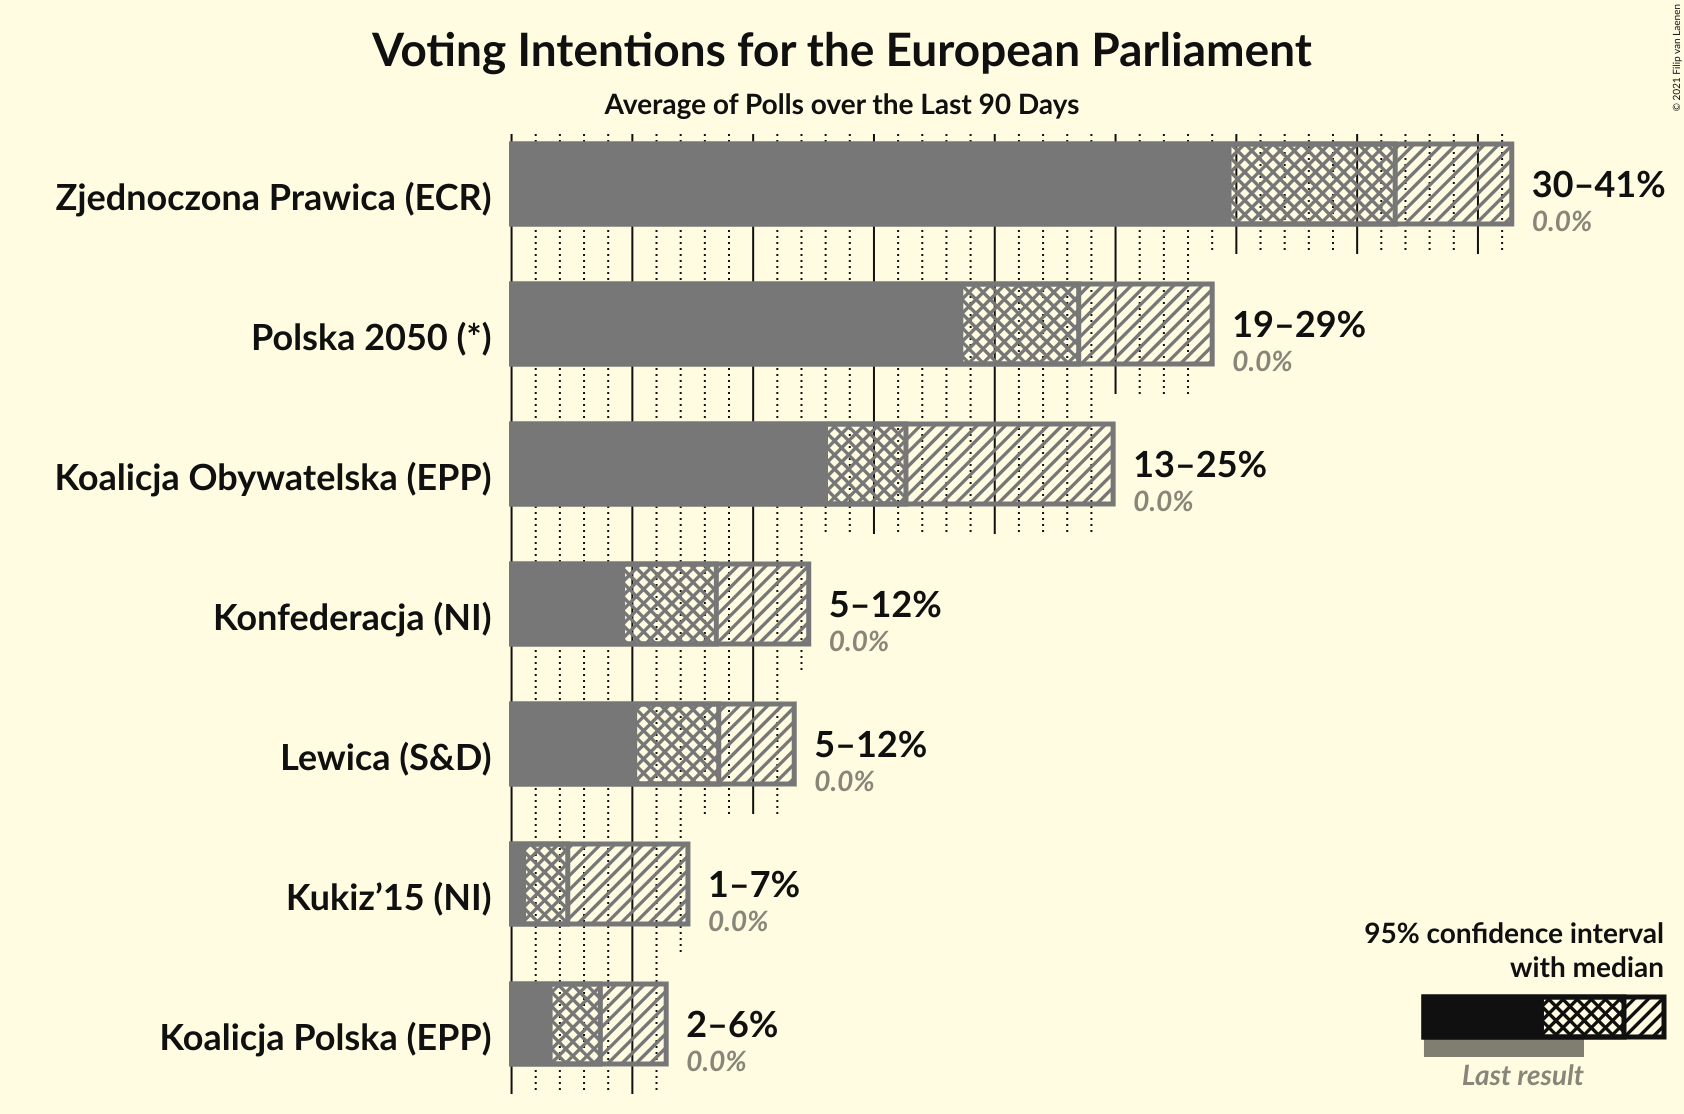 Voting Intentions for the European Parliament
Average of Polls over the Last 90 Days
© 2021 Filip van Laenen
Zjednoczona Prawica (ECR)
30–41%
0.0%
Polska 2050 (*)
19–29%
0.0%
Koalicja Obywatelska (EPP)
13–25%
0.0%
Konfederacja (NI)
5–12%
0.0%
Lewica (S&D)
5–12%
0.0%
Kukiz’15 (NI)
1–7%
0.0%
Koalicja Polska (EPP)
2–6%
0.0%
95% confidence interval
with median
Last result